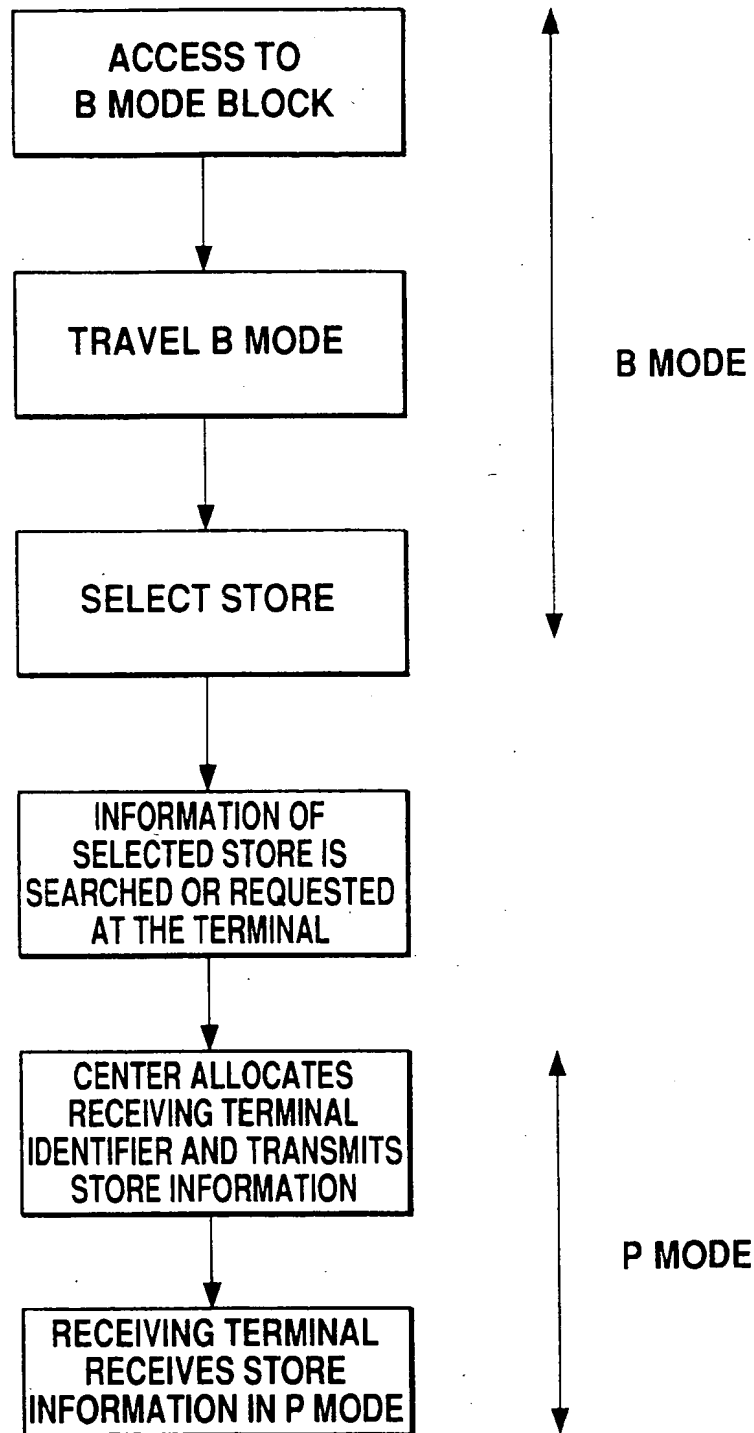 ACCESS TO
B MODE BLOCK
TRAVEL B MODE
B MODE
SELECT STORE
INFORMATION OF
SELECTED STORE IS
SEARCHED OR REQUESTED
AT THE TERMINAL
CENTER ALLOCATES
RECEIVING TERMINAL
IDENTIFIER AND TRANSMITS
STORE INFORMATION
P MODE
RECEIVING TERMINAL
RECEIVES STORE
INFORMATION IN P MODE